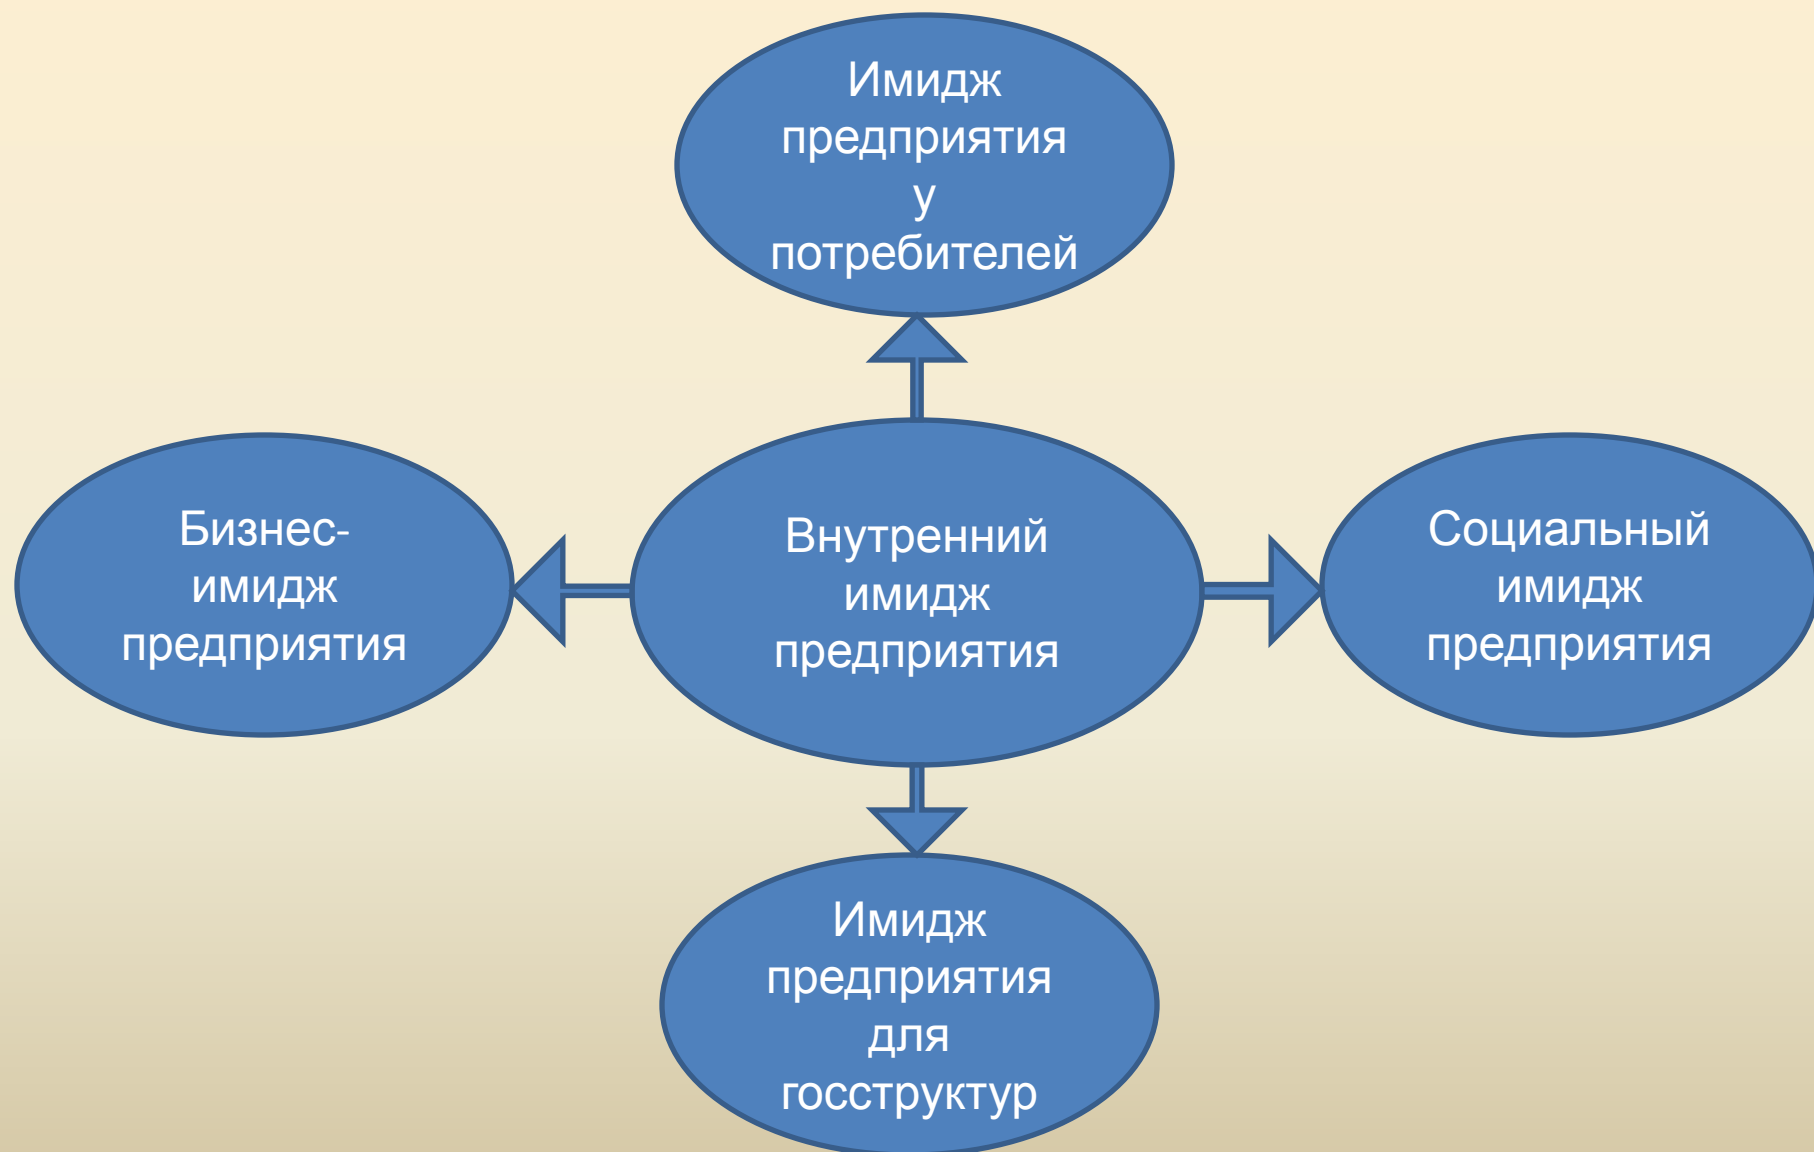 Имидж
предприятия
у
потребителей
Бизнес-
имидж
предприятия
Внутренний
имидж
предприятия
Социальный
имидж
предприятия
Имидж
предприятия
для
госструктур